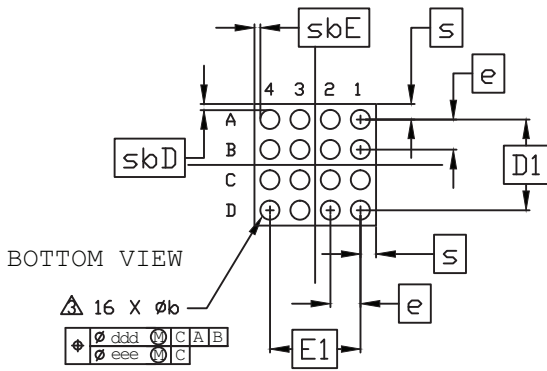 sbE
s
4 3 2 1
e
A
B
sbD
D1
C
D
s
BOTTOM VIEW
3 16 X øb
e
⌖ ø ddd Ⓜ C A B
ø eee Ⓜ C
E1